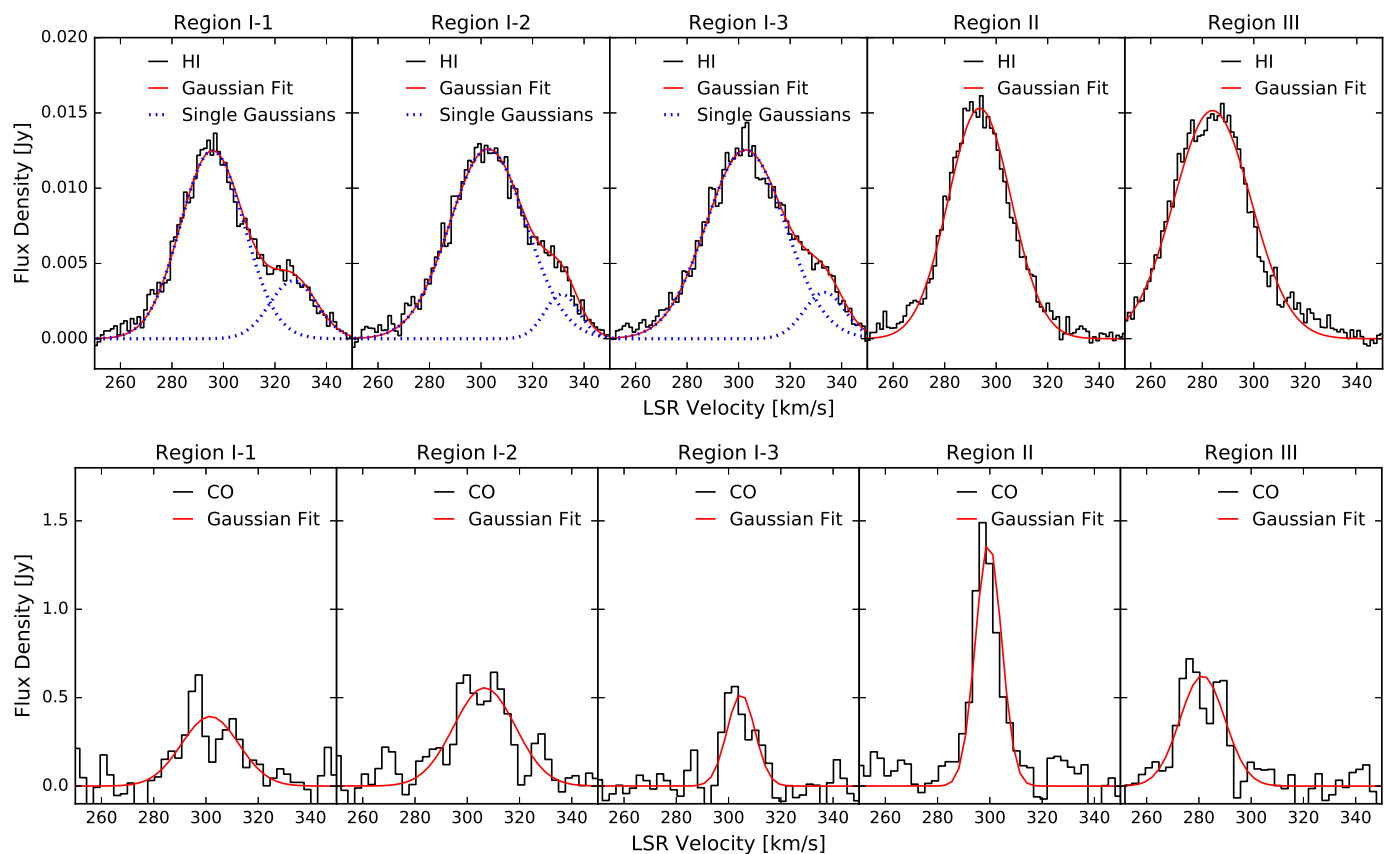 Region I-1 Region I-2 Region I-3 Region II Region III
0.020
0.015
0.010
0.005
0.000
Flux Density [Jy]
HI
Gaussian Fit
Single Gaussians
HI
Gaussian Fit
Single Gaussians
HI
Gaussian Fit
Single Gaussians
HI
Gaussian Fit
HI
Gaussian Fit
260 280 300 320 340 260 280 300 320 340 260 280 300 320 340 260 280 300 320 340 260 280 300 320 340
LSR Velocity [km/s]
Region I-1 Region I-2 Region I-3 Region II Region III
1.5
1.0
0.5
0.0
Flux Density [Jy]
CO
Gaussian Fit
CO
Gaussian Fit
CO
Gaussian Fit
CO
Gaussian Fit
CO
Gaussian Fit
260 280 300 320 340 260 280 300 320 340 260 280 300 320 340 260 280 300 320 340 260 280 300 320 340
LSR Velocity [km/s]